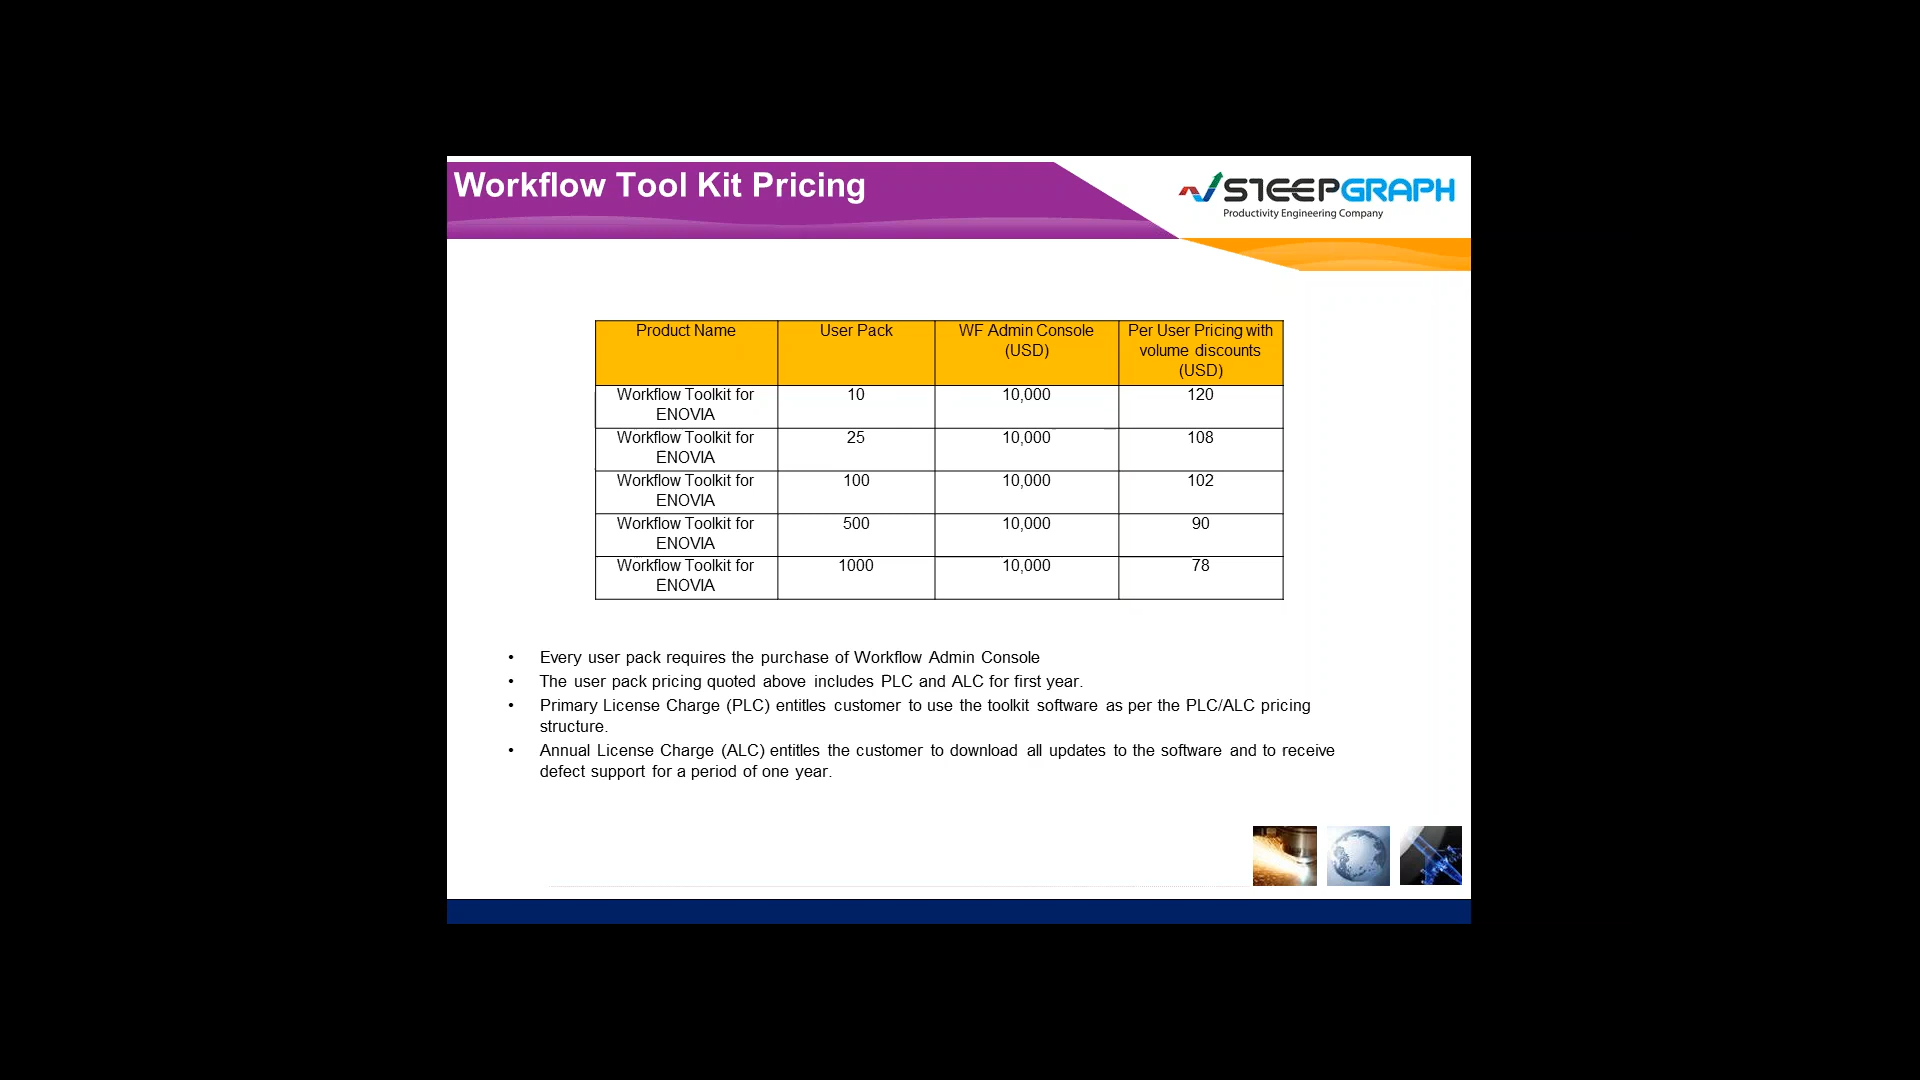 Workflow Tool Kit Pricing
STEEPGRAPH
Productivity Engineering Company
Product Name User Pack WF Admin Console (USD) Per User Pricing with volume discounts (USD)
Workflow Toolkit for ENOVIA 10 10,000 120
Workflow Toolkit for ENOVIA 25 10,000 108
Workflow Toolkit for ENOVIA 100 10,000 102
Workflow Toolkit for ENOVIA 500 10,000 90
Workflow Toolkit for ENOVIA 1000 10,000 78
• Every user pack requires the purchase of Workflow Admin Console
• The user pack pricing quoted above includes PLC and ALC for first year.
• Primary License Charge (PLC) entitles customer to use the toolkit software as per the PLC/ALC pricing
structure.
• Annual License Charge (ALC) entitles the customer to download all updates to the software and to receive
defect support for a period of one year.